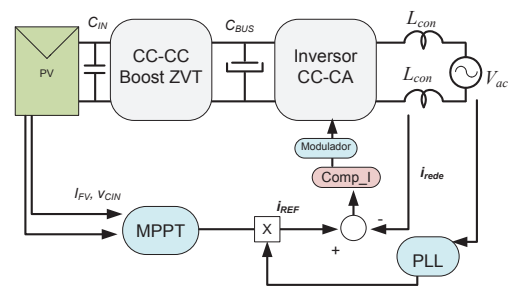 C_IN
C_BUS
L_con
PV
CC-CC
Boost ZVT
Inversor
CC-CA
L_con
V_ac
Modulador
Comp_I
i_rede
I_FV, v_CIN
MPPT
X
i_REF
-
+
PLL